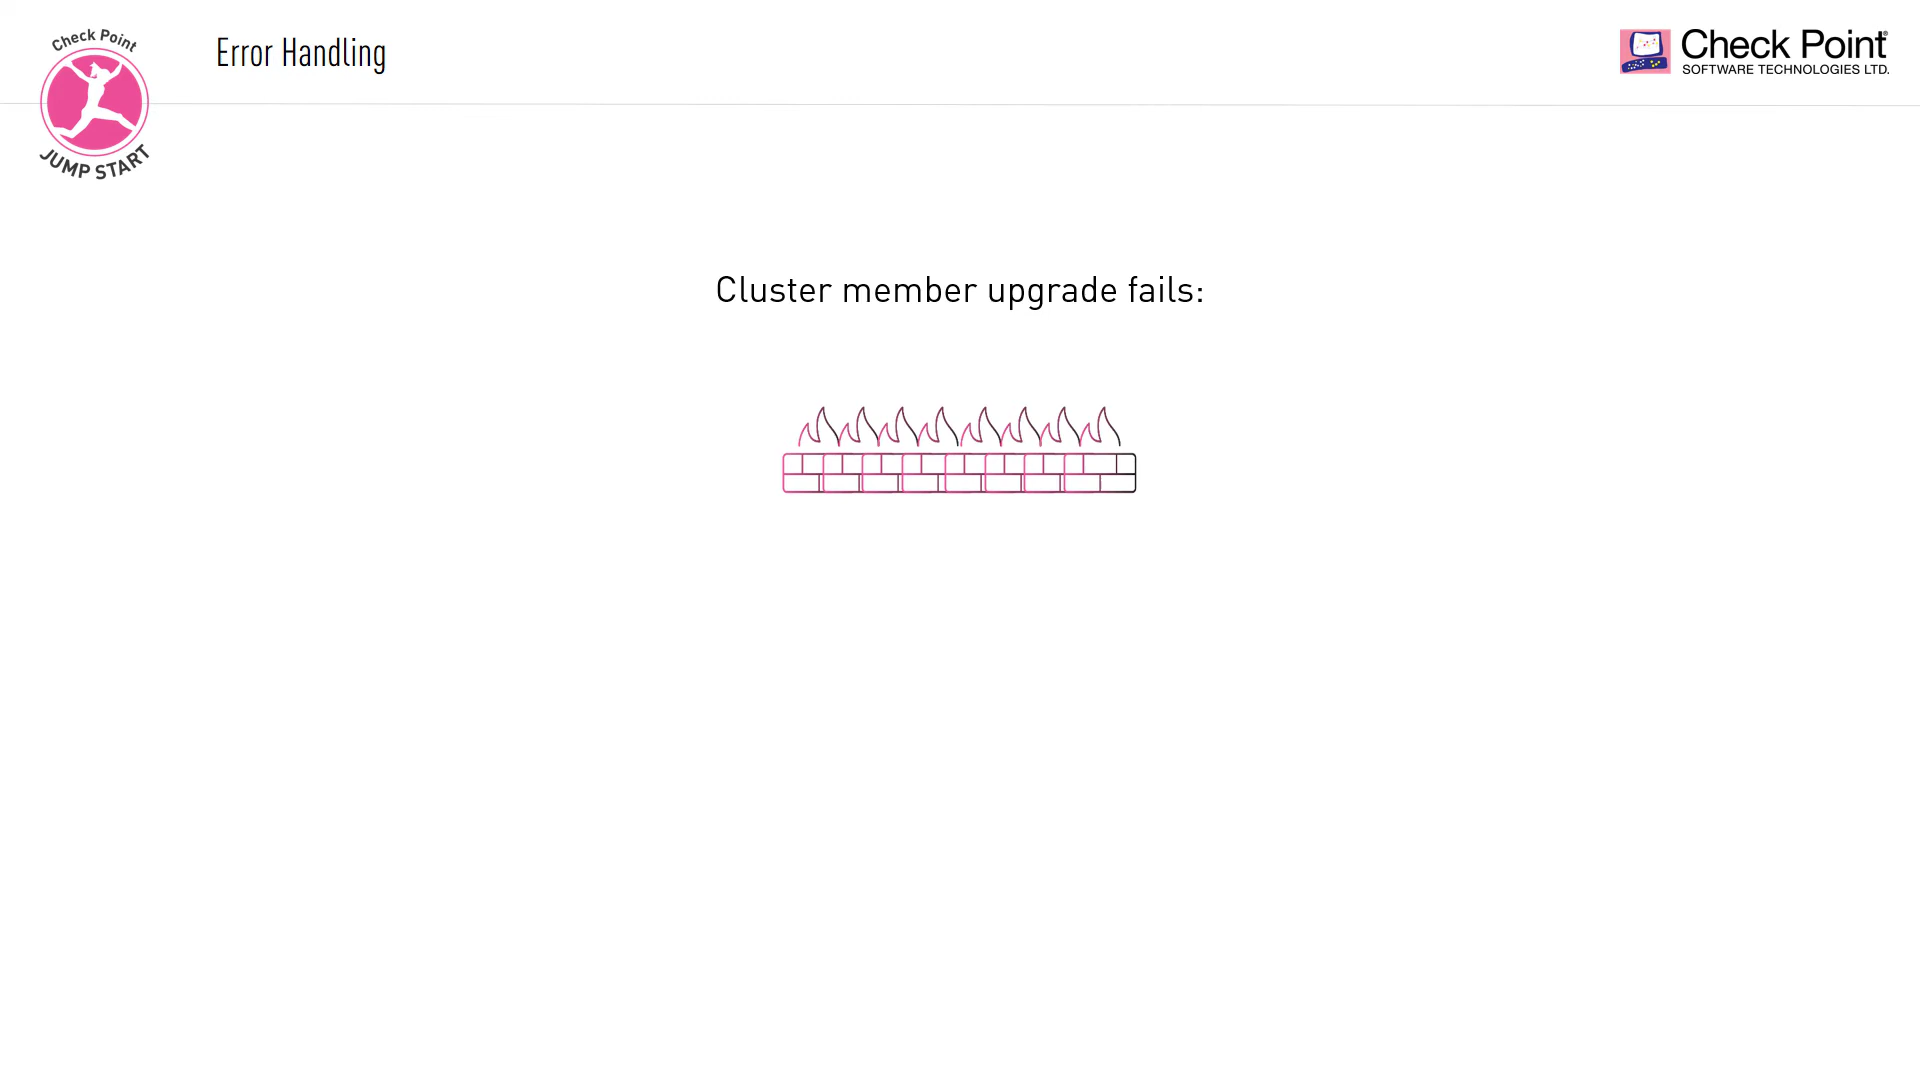 Check Point
JUMP START
Error Handling
Check Point
SOFTWARE TECHNOLOGIES LTD.
Cluster member upgrade fails: